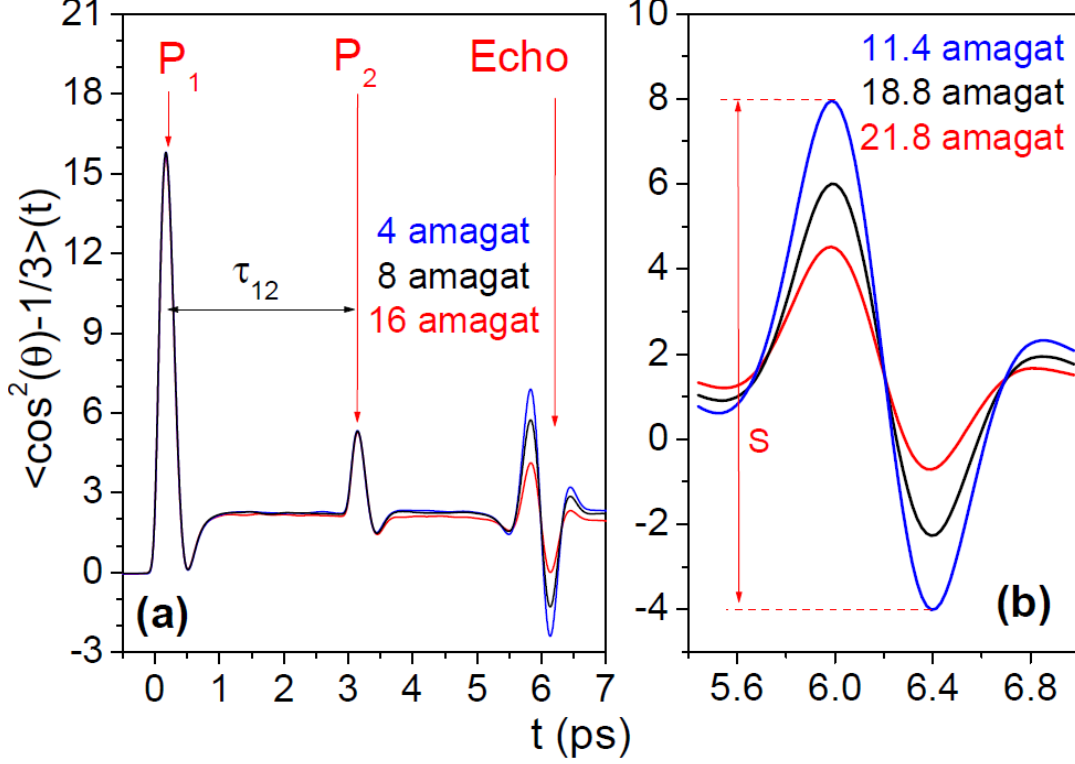 <cos²(θ)-1/3>(t)
21
18
15
12
9
6
3
0
-3
P₁
P₂
Echo
τ₁₂
4 amagat
8 amagat
16 amagat
(a)
0 1 2 3 4 5 6 7
10
8
6
4
2
0
-2
-4
11.4 amagat
18.8 amagat
21.8 amagat
S
(b)
5.6 6.0 6.4 6.8
t (ps)